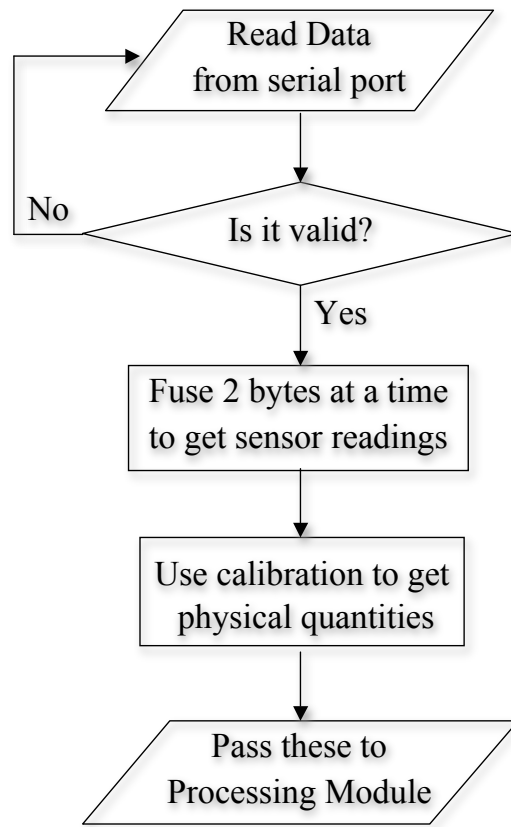 Read Data
from serial port
No
Is it valid?
Yes
Fuse 2 bytes at a time
to get sensor readings
Use calibration to get
physical quantities
Pass these to
Processing Module